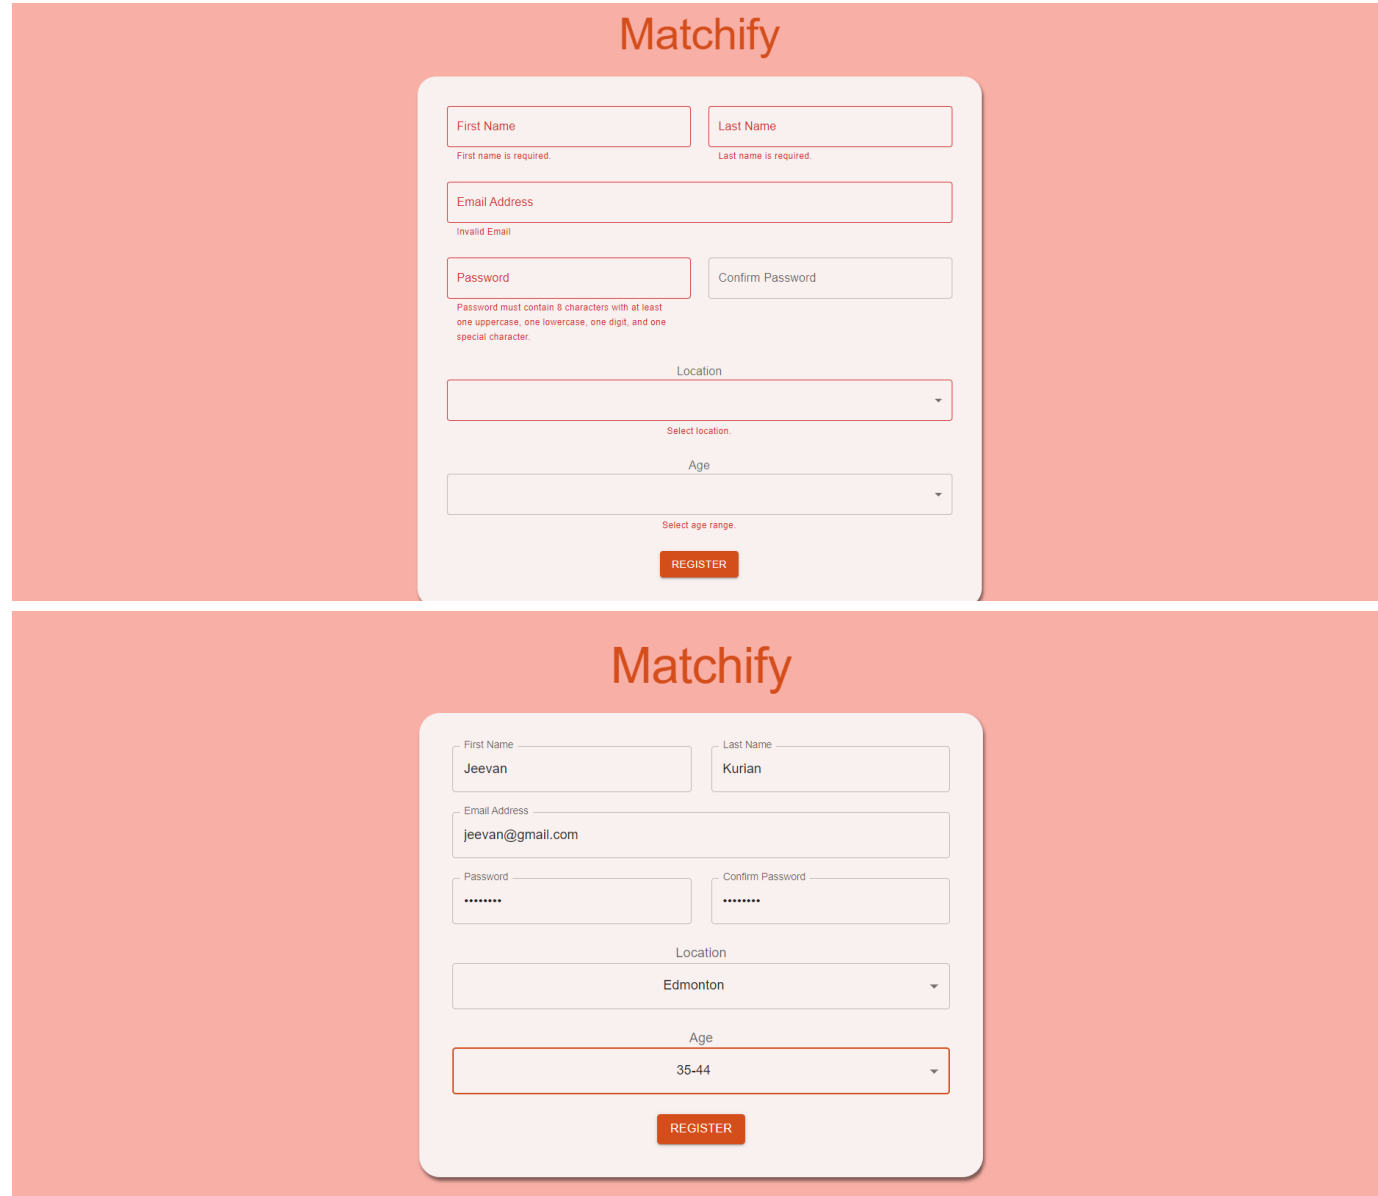 Matchify
First Name
Last Name
First name is required.
Last name is required.
Email Address
Invalid Email
Password
Confirm Password
Password must contain 8 characters with at least
one uppercase, one lowercase, one digit, and one
special character.
Location
Select location.
Age
Select age range.
REGISTER
Matchify
First Name
Last Name
Jeevan
Kurian
Email Address
jeevan@gmail.com
Password
Confirm Password
••••••••
••••••••
Location
Edmonton
Age
35-44
REGISTER